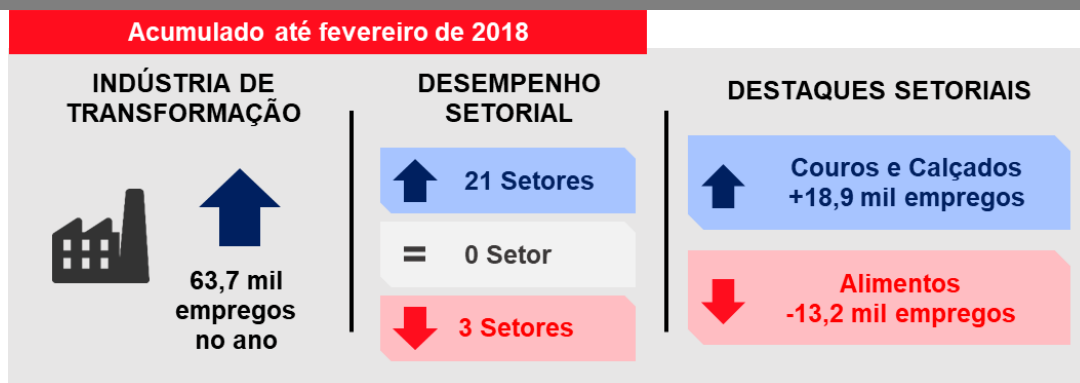 Acumulado até fevereiro de 2018
INDÚSTRIA DE
TRANSFORMAÇÃO
63,7 mil
empregos
no ano
DESEMPENHO
SETORIAL
21 Setores
= 0 Setor
3 Setores
DESTAQUES SETORIAIS
Couros e Calçados
+18,9 mil empregos
Alimentos
-13,2 mil empregos